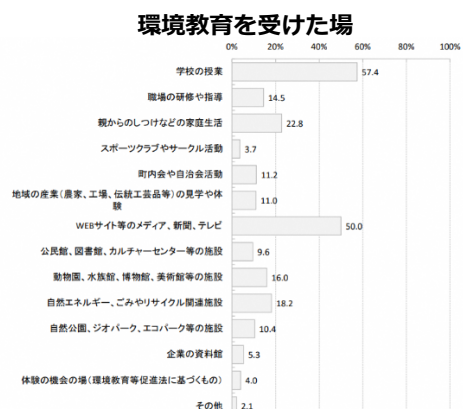 環境教育を受けた場
0% 20% 40% 60% 80% 100%
学校の授業 57.4
職場の研修や指導 14.5
親からのしつけなどの家庭生活 22.8
スポーツクラブやサークル活動 3.7
町内会や自治会活動 11.2
地域の産業（農家、工場、伝統工芸品等）の見学や体
験 11.0
WEBサイト等のメディア、新聞、テレビ 50.0
公民館、図書館、カルチャーセンター等の施設 9.6
動物園、水族館、博物館、美術館等の施設 16.0
自然エネルギー、ごみやリサイクル関連施設 18.2
自然公園、ジオパーク、エコパーク等の施設 10.4
企業の資料館 5.3
体験の機会の場（環境教育等促進法に基づくもの） 4.0
その他 2.1